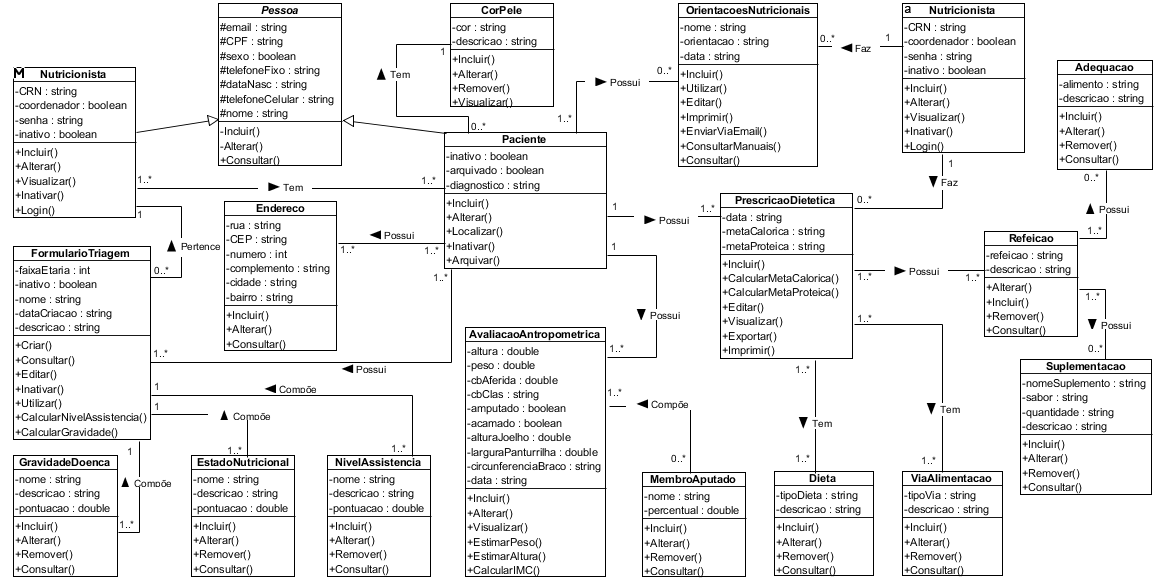 Pessoa
#email : string
#CPF : string
#sexo : boolean
#telefoneFixo : string
#dataNasc : string
#telefoneCelular : string
#nome : string
-Incluir()
-Alterar()
+Consultar()
CorPele
-cor : string
-descricao : string
+Incluir()
+Alterar()
+Remover()
+Visualizar()
1
Tem
0..*
OrientacoesNutricionais
-nome : string
-orientacao : string
-data : string
+Incluir()
+Utilizar()
+Editar()
+Imprimir()
+EnviarViaEmail()
+ConsultarManuais()
+Consultar()
0..*
Faz
1
a
Nutricionista
-CRN : string
-coordenador : boolean
-senha : string
-inativo : boolean
+Incluir()
+Alterar()
+Visualizar()
+Inativar()
+Login()
Adequacao
-alimento : string
-descricao : string
+Incluir()
+Alterar()
+Remover()
+Consultar()
M
Nutricionista
-CRN : string
-coordenador : boolean
-senha : string
-inativo : boolean
+Incluir()
+Alterar()
+Visualizar()
+Inativar()
+Login()
0..*
Possui
1..*
Paciente
-inativo : boolean
-arquivado : boolean
-diagnostico : string
+Incluir()
+Alterar()
+Localizar()
+Inativar()
+Arquivar()
1..*
Tem
1..*
1
Faz
0..*
0..*
Possui
1..*
Endereco
-rua : string
-CEP : string
-numero : int
-complemento : string
-cidade : string
-bairro : string
+Incluir()
+Alterar()
+Consultar()
1..*
Possui
1..*
1
Possui
1..*
PrescricaoDietetica
-data : string
-metaCalorica : string
-metaProteica : string
+Incluir()
+CalcularMetaCalorica()
+CalcularMetaProteica()
+Editar()
+Visualizar()
+Exportar()
+Imprimir()
Refeicao
-refeicao : string
-descricao : string
+Alterar()
+Incluir()
+Remover()
+Consultar()
1..*
Possui
1..*
1
Pertence
0..*
FormularioTriagem
-faixaEtaria : int
-inativo : boolean
-nome : string
-dataCriacao : string
-descricao : string
+Criar()
+Consultar()
+Editar()
+Inativar()
+Utilizar()
+CalcularNivelAssistencia()
+CalcularGravidade()
1..*
Possui
1..*
1
Possui
1..*
AvaliacaoAntropometrica
-altura : double
-peso : double
-cbAferida : double
-cbClas : string
-amputado : boolean
-acamado : boolean
-alturaJoelho : double
-larguraPanturrilha : double
-circunferenciaBraco : string
-data : string
+Incluir()
+Alterar()
+Visualizar()
+EstimarPeso()
+EstimarAltura()
+CalcularIMC()
1..*
Possui
0..*
Suplementacao
-nomeSuplemento : string
-sabor : string
-quantidade : string
-descricao : string
+Incluir()
+Alterar()
+Remover()
+Consultar()
1
Compõe
1..*
1
Compõe
1..*
1
Compõe
1..*
1..*
Compõe
0..*
1..*
Tem
1..*
1..*
Tem
1..*
GravidadeDoenca
-nome : string
-descricao : string
-pontuacao : double
+Incluir()
+Alterar()
+Remover()
+Consultar()
EstadoNutricional
-nome : string
-descricao : string
-pontuacao : double
+Incluir()
+Alterar()
+Remover()
+Consultar()
NivelAssistencia
-nome : string
-descricao : string
-pontuacao : double
+Incluir()
+Alterar()
+Remover()
+Consultar()
MembroAputado
-nome : string
-percentual : double
+Incluir()
+Alterar()
+Remover()
+Consultar()
Dieta
-tipoDieta : string
-descricao : string
+Incluir()
+Alterar()
+Remover()
+Consultar()
ViaAlimentacao
-tipoVia : string
-descricao : string
+Incluir()
+Alterar()
+Remover()
+Consultar()